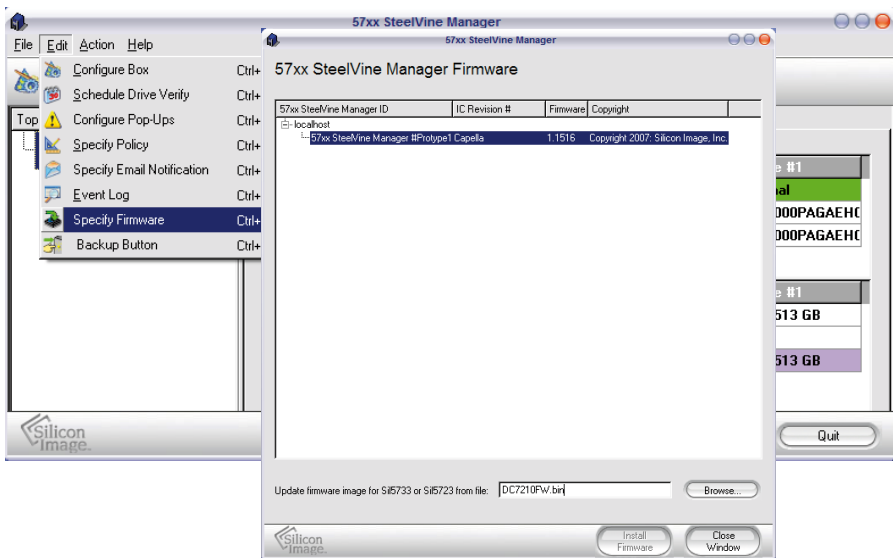 57xx SteelVine Manager
File Edit Action Help
Configure Box Ctrl+
Schedule Drive Verify Ctrl+
Configure Pop-Ups Ctrl+
Specify Policy Ctrl+
Specify Email Notification Ctrl+
Event Log Ctrl+
Specify Firmware Ctrl+
Backup Button Ctrl+
Top
57xx SteelVine Manager
57xx SteelVine Manager Firmware
57xx SteelVine Manager ID IC Revision # Firmware Copyright
localhost
57xx SteelVine Manager #Protype1 Capella 1.1516 Copyright 2007: Silicon Image, Inc.
Update firmware image for SiI5733 or SiI5723 from file: DC7210FW.bin Browse...
Silicon
Image.
Install
Firmware
Close
Window
e #1
al
000PAGAEHC
000PAGAEHC
e #1
513 GB
513 GB
Silicon
Image.
Quit